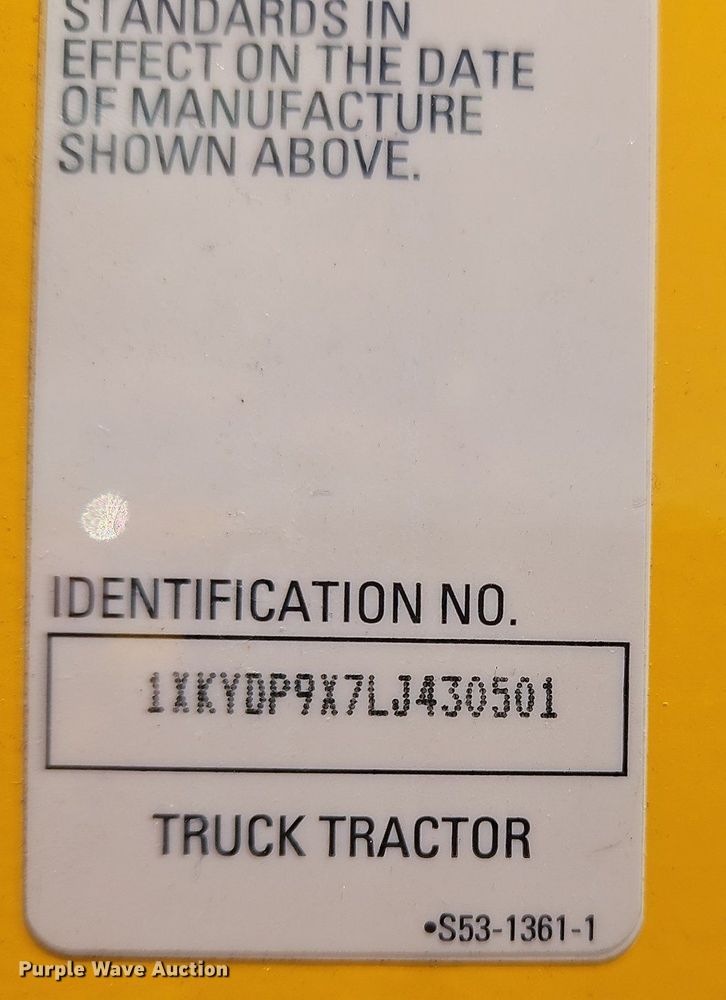 STANDARDS IN
EFFECT ON THE DATE
OF MANUFACTURE
SHOWN ABOVE.
IDENTIFICATION NO.
1XKYDP9X7LJ430501
TRUCK TRACTOR
•S53-1361-1
Purple Wave Auction